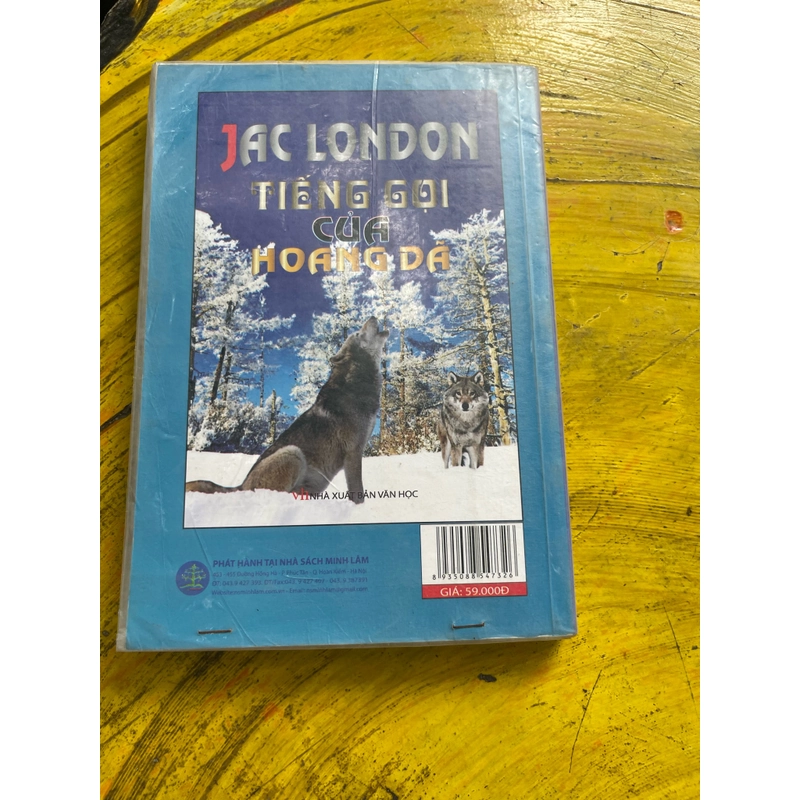 JAC LONDON
TIẾNG GỌI
CỦA
HOANG DÃ
vh NHÀ XUẤT BẢN VĂN HỌC
PHÁT HÀNH TẠI NHÀ SÁCH MINH LÂM
8 935088 547326
GIÁ: 59.000Đ